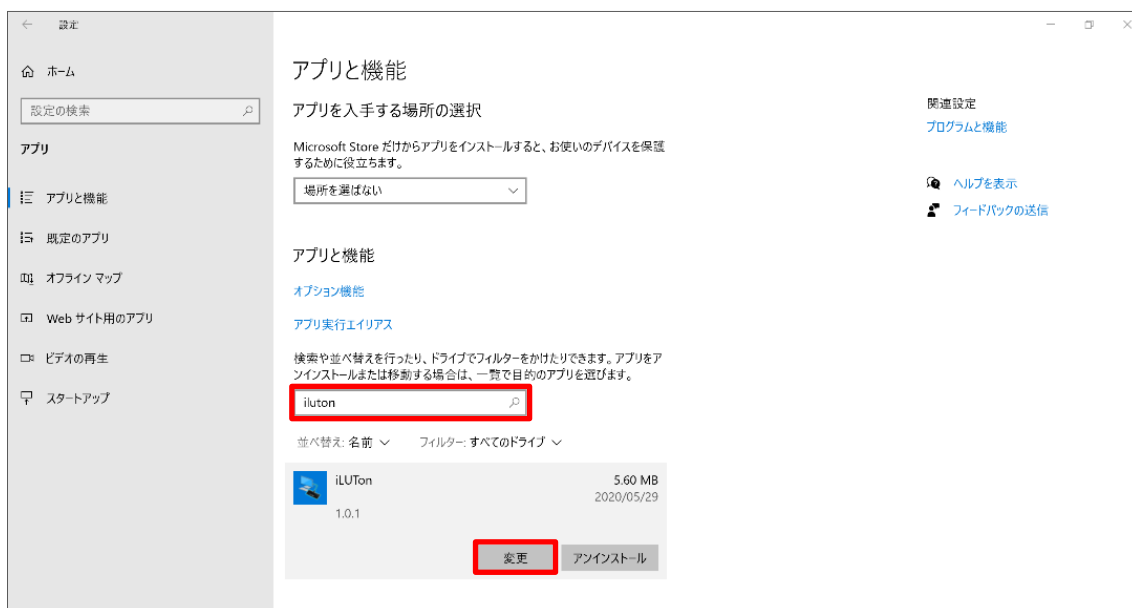 設定
ホーム
設定の検索
アプリ
アプリと機能
既定のアプリ
オフライン マップ
Web サイト用のアプリ
ビデオの再生
スタートアップ
アプリと機能
アプリを入手する場所の選択
Microsoft Store だけからアプリをインストールすると、お使いのデバイスを保護
するために役立ちます。
場所を選ばない
アプリと機能
オプション機能
アプリ実行エイリアス
検索や並べ替えを行ったり、ドライブでフィルターをかけたりできます。アプリをア
ンインストールまたは移動する場合は、一覧で目的のアプリを選びます。
iluton
並べ替え: 名前 フィルター: すべてのドライブ
iLUTon 5.60 MB
2020/05/29
1.0.1
変更 アンインストール
関連設定
プログラムと機能
ヘルプを表示
フィードバックの送信